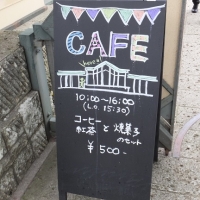 CAFE
10:00~16:00
(L.O. 15:30)
コーヒー
紅茶 と 焼菓子
のセット
¥500-